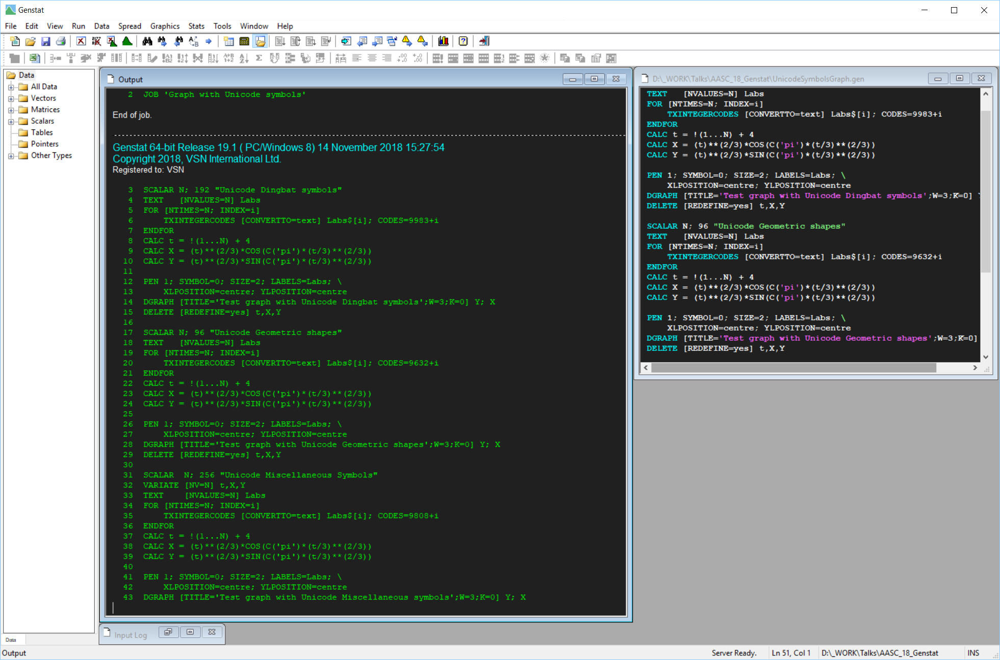 Genstat
File Edit View Run Data Spread Graphics Stats Tools Window Help
Data
All Data
Vectors
Matrices
Scalars
Tables
Pointers
Other Types
Data
Output
2 JOB 'Graph with Unicode symbols'
End of job.
Genstat 64-bit Release 19.1 ( PC/Windows 8) 14 November 2018 15:27:54
Copyright 2018, VSN International Ltd.
Registered to: VSN
3 SCALAR N; 192 "Unicode Dingbat symbols"
4 TEXT [NVALUES=N] Labs
5 FOR [NTIMES=N; INDEX=i]
6 TXINTEGERCODES [CONVERTTO=text] Labs$[i]; CODES=9983+i
7 ENDFOR
8 CALC t = !(1...N) + 4
9 CALC X = (t)**(2/3)*COS(C('pi')*(t/3)**(2/3))
10 CALC Y = (t)**(2/3)*SIN(C('pi')*(t/3)**(2/3))
11
12 PEN 1; SYMBOL=0; SIZE=2; LABELS=Labs; \
13 XLPOSITION=centre; YLPOSITION=centre
14 DGRAPH [TITLE='Test graph with Unicode Dingbat symbols';W=3;K=0] Y; X
15 DELETE [REDEFINE=yes] t,X,Y
16
17 SCALAR N; 96 "Unicode Geometric shapes"
18 TEXT [NVALUES=N] Labs
19 FOR [NTIMES=N; INDEX=i]
20 TXINTEGERCODES [CONVERTTO=text] Labs$[i]; CODES=9632+i
21 ENDFOR
22 CALC t = !(1...N) + 4
23 CALC X = (t)**(2/3)*COS(C('pi')*(t/3)**(2/3))
24 CALC Y = (t)**(2/3)*SIN(C('pi')*(t/3)**(2/3))
25
26 PEN 1; SYMBOL=0; SIZE=2; LABELS=Labs; \
27 XLPOSITION=centre; YLPOSITION=centre
28 DGRAPH [TITLE='Test graph with Unicode Geometric shapes';W=3;K=0] Y; X
29 DELETE [REDEFINE=yes] t,X,Y
30
31 SCALAR N; 256 "Unicode Miscellaneous Symbols"
32 VARIATE [NV=N] t,X,Y
33 TEXT [NVALUES=N] Labs
34 FOR [NTIMES=N; INDEX=i]
35 TXINTEGERCODES [CONVERTTO=text] Labs$[i]; CODES=9808+i
36 ENDFOR
37 CALC t = !(1...N) + 4
38 CALC X = (t)**(2/3)*COS(C('pi')*(t/3)**(2/3))
39 CALC Y = (t)**(2/3)*SIN(C('pi')*(t/3)**(2/3))
40
41 PEN 1; SYMBOL=0; SIZE=2; LABELS=Labs; \
42 XLPOSITION=centre; YLPOSITION=centre
43 DGRAPH [TITLE='Test graph with Unicode Miscellaneous symbols';W=3;K=0] Y; X
D:\_WORK\Talks\AASC_18_Genstat\UnicodeSymbolsGraph.gen
TEXT [NVALUES=N] Labs
FOR [NTIMES=N; INDEX=i]
TXINTEGERCODES [CONVERTTO=text] Labs$[i]; CODES=9983+i
ENDFOR
CALC t = !(1...N) + 4
CALC X = (t)**(2/3)*COS(C('pi')*(t/3)**(2/3))
CALC Y = (t)**(2/3)*SIN(C('pi')*(t/3)**(2/3))
PEN 1; SYMBOL=0; SIZE=2; LABELS=Labs; \
XLPOSITION=centre; YLPOSITION=centre
DGRAPH [TITLE='Test graph with Unicode Dingbat symbols';W=3;K=0]
DELETE [REDEFINE=yes] t,X,Y
SCALAR N; 96 "Unicode Geometric shapes"
TEXT [NVALUES=N] Labs
FOR [NTIMES=N; INDEX=i]
TXINTEGERCODES [CONVERTTO=text] Labs$[i]; CODES=9632+i
ENDFOR
CALC t = !(1...N) + 4
CALC X = (t)**(2/3)*COS(C('pi')*(t/3)**(2/3))
CALC Y = (t)**(2/3)*SIN(C('pi')*(t/3)**(2/3))
PEN 1; SYMBOL=0; SIZE=2; LABELS=Labs; \
XLPOSITION=centre; YLPOSITION=centre
DGRAPH [TITLE='Test graph with Unicode Geometric shapes';W=3;K=0]
DELETE [REDEFINE=yes] t,X,Y
Input Log
Output Server Ready. Ln 51, Col 1 D:\_WORK\Talks\AASC_18_Genstat INS